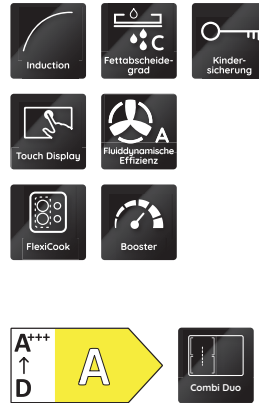 Induction
C
Fettabscheide-
grad
Kinder-
sicherung
Touch Display
A
Fluiddynamische
Effizienz
FlexiCook
Booster
A+++
↑
D
A
Combi Duo